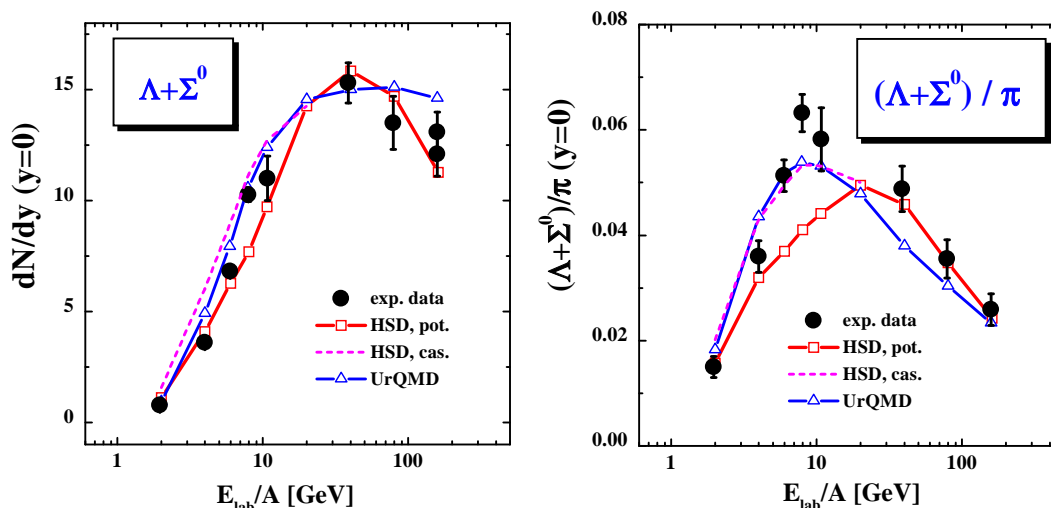 Λ+Σ⁰
dN/dy (y=0)
15
10
5
0
exp. data
HSD, pot.
HSD, cas.
UrQMD
1
10
100
E_lab/A [GeV]
(Λ+Σ⁰) / π
(Λ+Σ⁰)/π (y=0)
0.08
0.06
0.04
0.02
0.00
exp. data
HSD, pot.
HSD, cas.
UrQMD
1
10
100
E_lab/A [GeV]